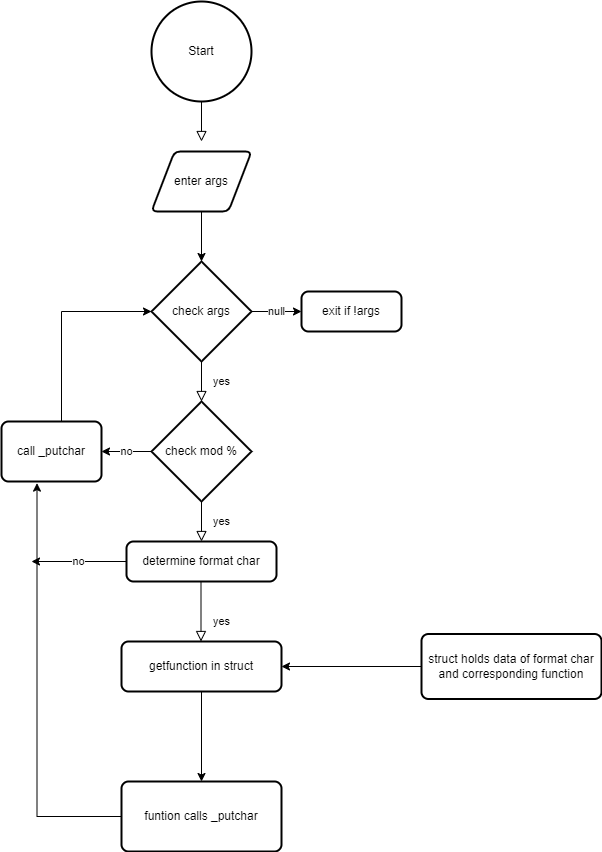 Start
enter args
check args
null
exit if !args
yes
call _putchar
no
check mod %
yes
determine format char
no
yes
getfunction in struct
struct holds data of format char
and corresponding function
funtion calls _putchar